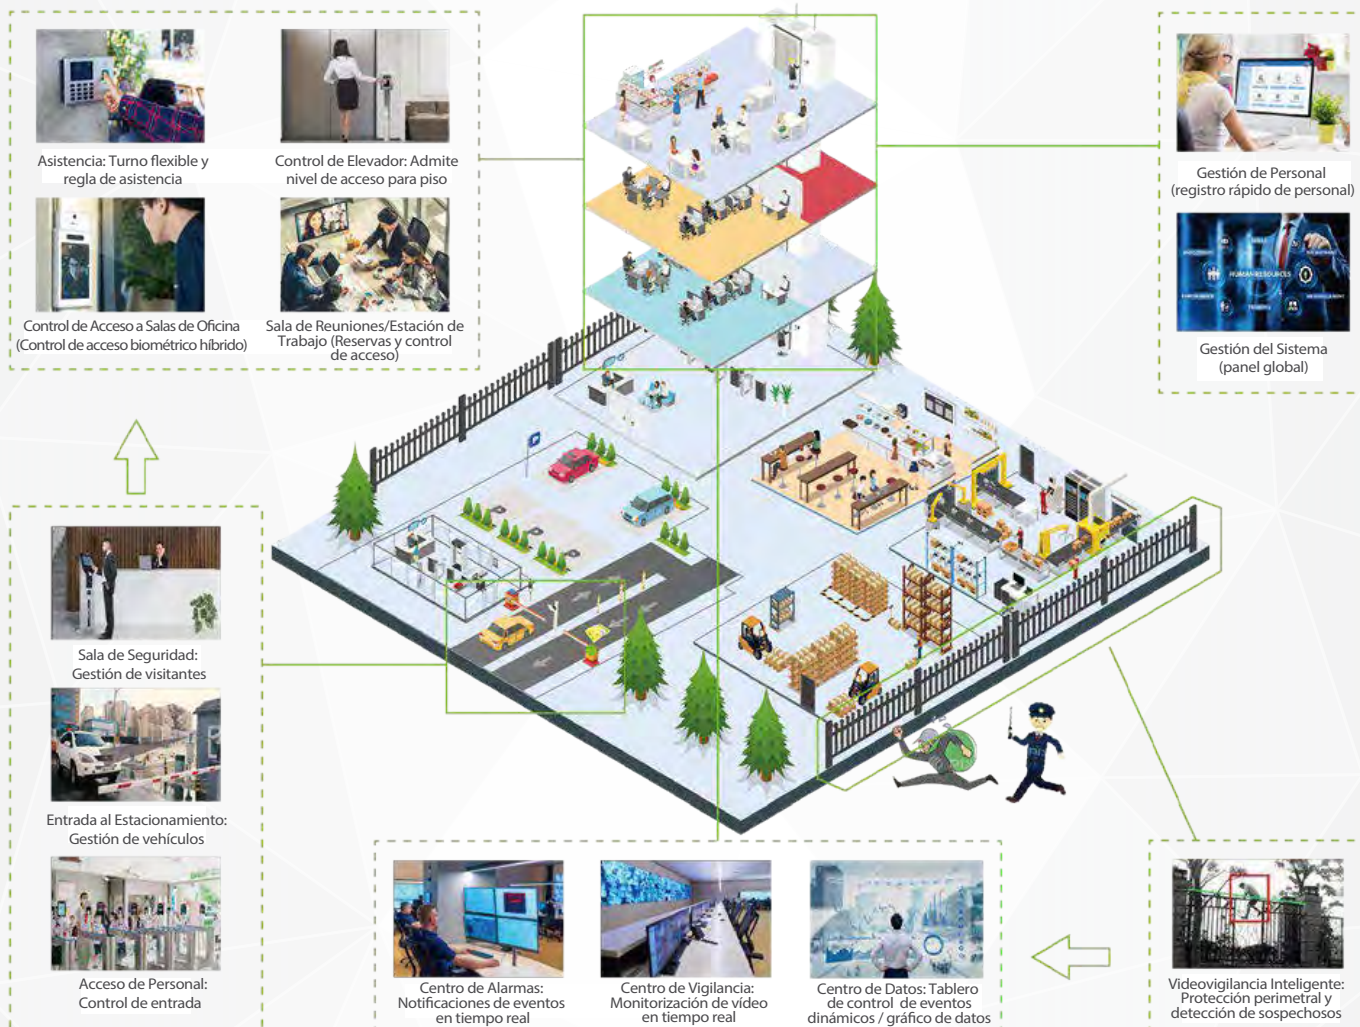 Asistencia: Turno flexible y
regla de asistencia
Control de Elevador: Admite
nivel de acceso para piso
Control de Acceso a Salas de Oficina
(Control de acceso biométrico híbrido)
Sala de Reuniones/Estación de
Trabajo (Reservas y control
de acceso)
Gestión de Personal
(registro rápido de personal)
HUMAN RESOURCES
Gestión del Sistema
(panel global)
Sala de Seguridad:
Gestión de visitantes
Entrada al Estacionamiento:
Gestión de vehículos
Acceso de Personal:
Control de entrada
Centro de Alarmas:
Notificaciones de eventos
en tiempo real
Centro de Vigilancia:
Monitorización de vídeo
en tiempo real
Centro de Datos: Tablero
de control de eventos
dinámicos / gráfico de datos
Videovigilancia Inteligente:
Protección perimetral y
detección de sospechosos